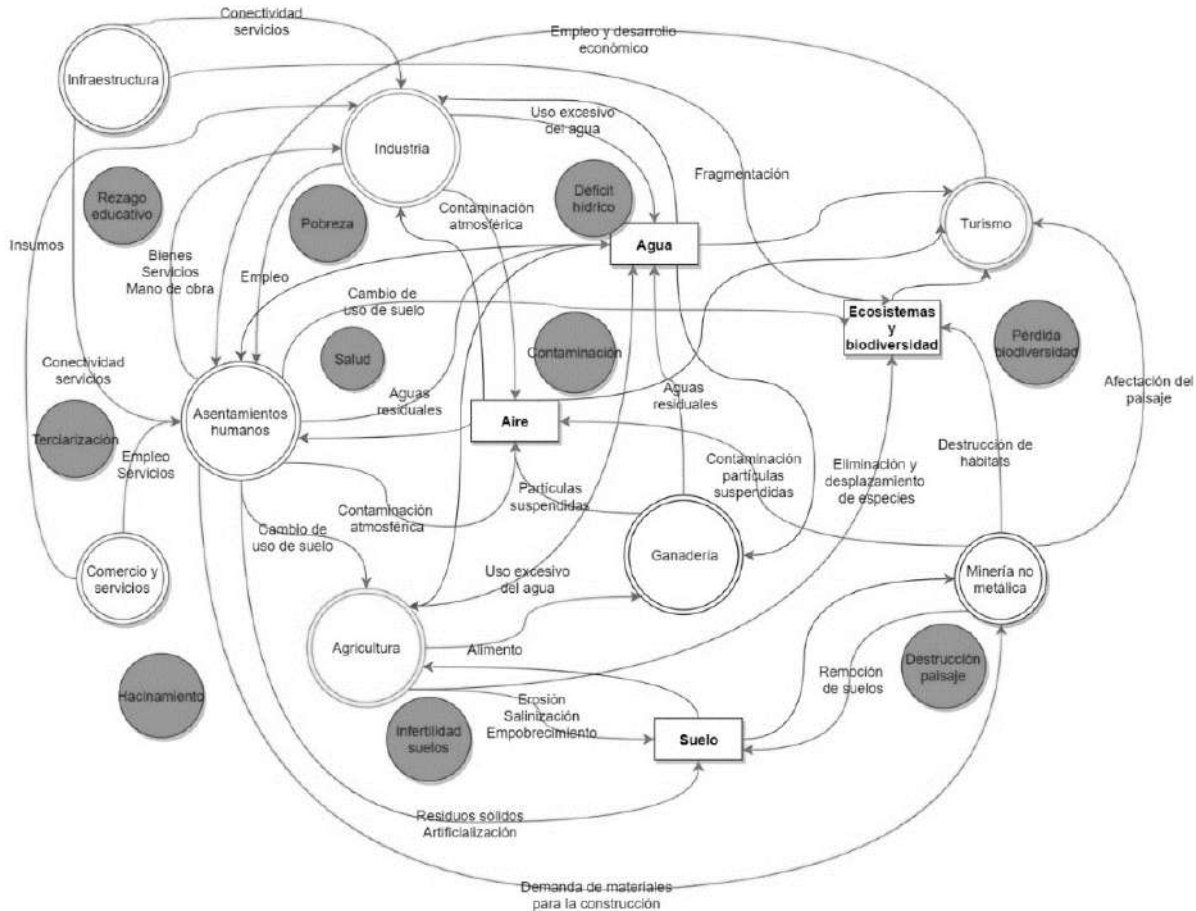 Conectividad
servicios
Empleo y desarrollo
económico
Infraestructura
Uso excesivo
del agua
Industria
Fragmentación
Rezago
educativo
Pobreza
Déficit
hídrico
Contaminación
atmosférica
Turismo
Insumos
Bienes
Servicios
Mano de obra
Empleo
Agua
Cambio de
uso de suelo
Ecosistemas
y
biodiversidad
Pérdida
biodiversidad
Conectividad
servicios
Salud
Contaminación
Afectación del
paisaje
Asentamientos
humanos
Aguas
residuales
Aire
Aguas
residuales
Terciarización
Empleo
Servicios
Destrucción de
hábitats
Contaminación
partículas
suspendidas
Eliminación y
desplazamiento
de especies
Partículas
suspendidas
Contaminación
atmosférica
Cambio de
uso de suelo
Comercio y
servicios
Ganadería
Minería no
metálica
Uso excesivo
del agua
Agricultura
Alimento
Remoción
de suelos
Destrucción
paisaje
Hacinamiento
Erosión
Salinización
Empobrecimiento
Infertilidad
suelos
Suelo
Residuos sólidos
Artificialización
Demanda de materiales
para la construcción